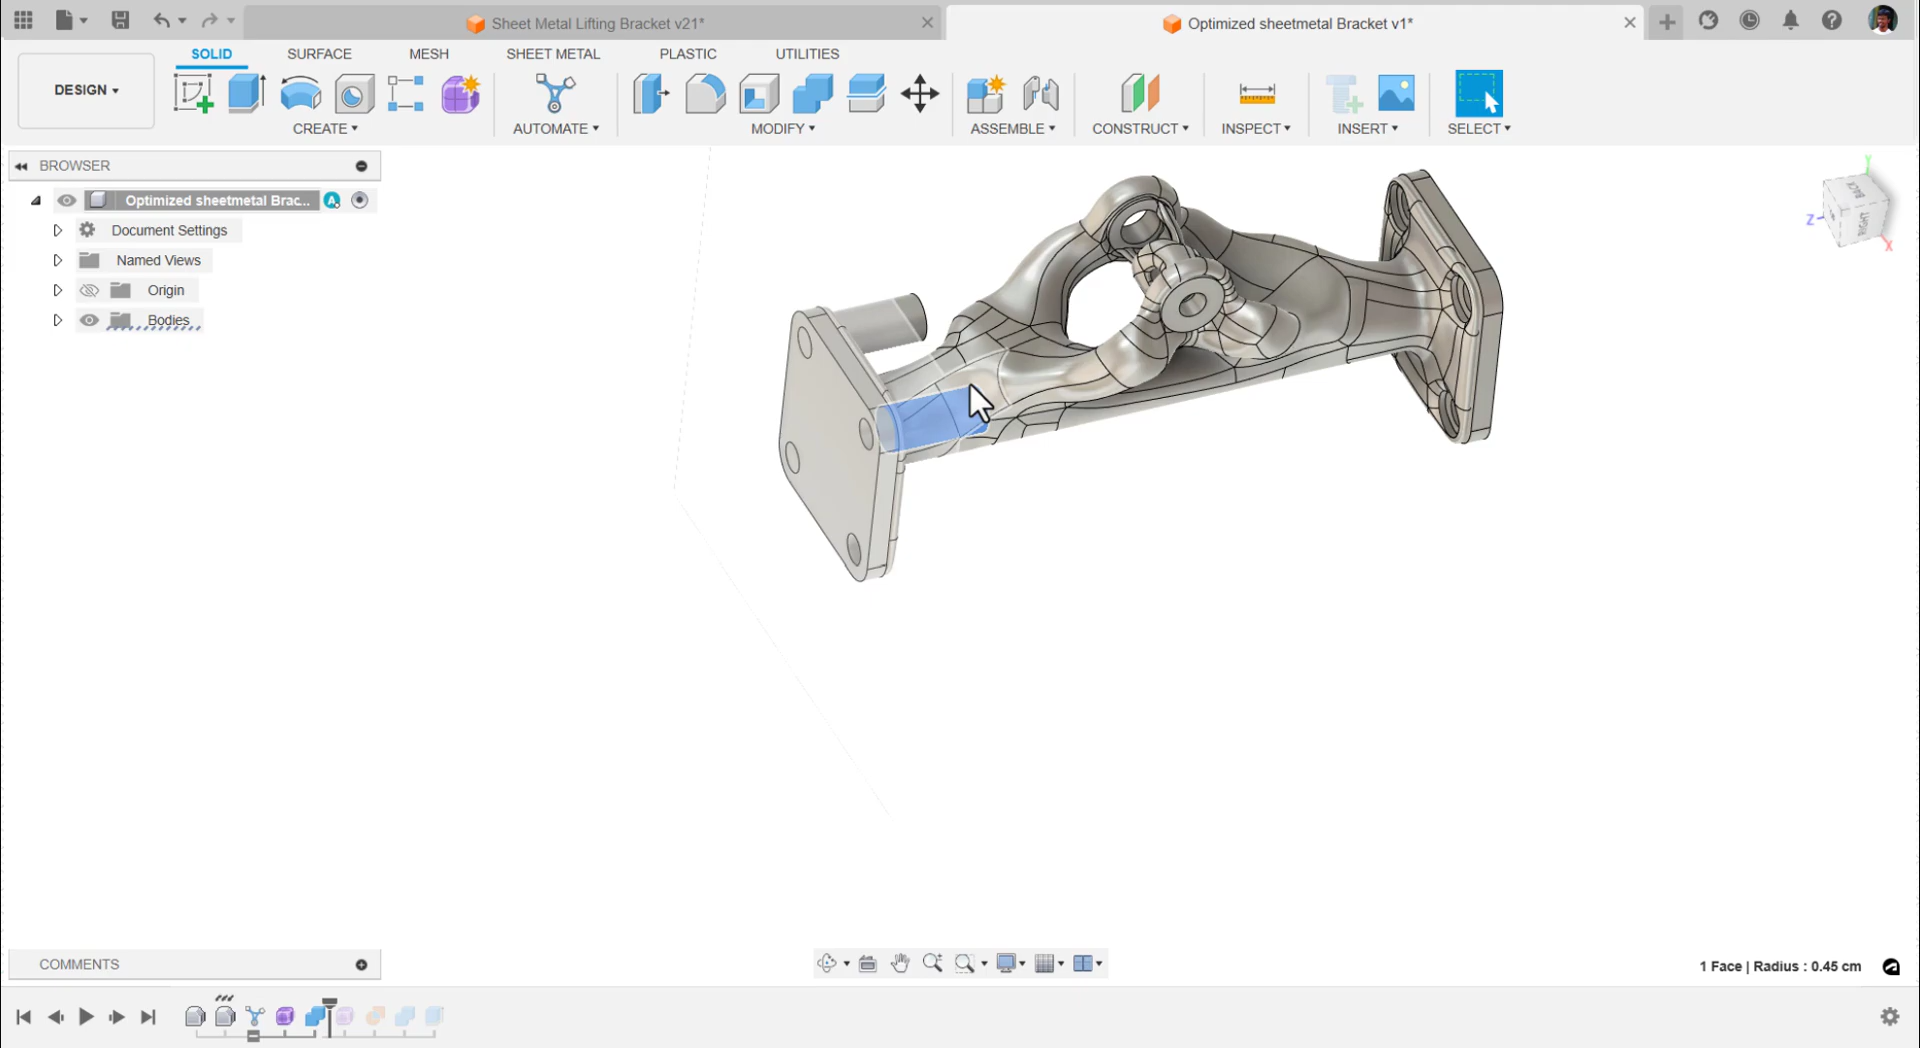 Sheet Metal Lifting Bracket v21*
Optimized sheetmetal Bracket v1*
DESIGN
SOLID
SURFACE
MESH
SHEET METAL
PLASTIC
UTILITIES
CREATE
AUTOMATE
MODIFY
ASSEMBLE
CONSTRUCT
INSPECT
INSERT
SELECT
BROWSER
Optimized sheetmetal Brac...
A
Document Settings
Named Views
Origin
Bodies
Y
BACK
RIGHT
Z
X
COMMENTS
1 Face | Radius : 0.45 cm